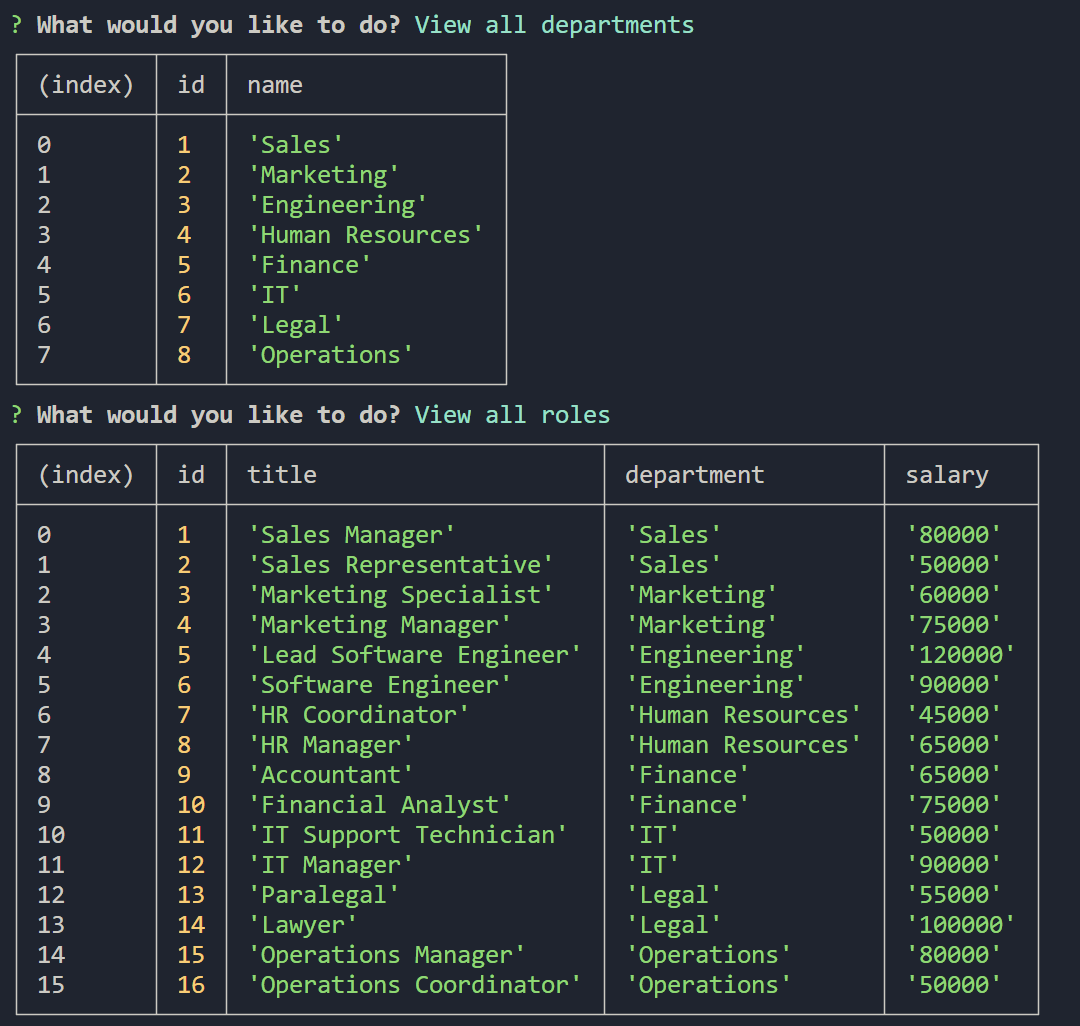 ? What would you like to do? View all departments
(index) id name
0 1 'Sales'
1 2 'Marketing'
2 3 'Engineering'
3 4 'Human Resources'
4 5 'Finance'
5 6 'IT'
6 7 'Legal'
7 8 'Operations'
? What would you like to do? View all roles
(index) id title department salary
0 1 'Sales Manager' 'Sales' '80000'
1 2 'Sales Representative' 'Sales' '50000'
2 3 'Marketing Specialist' 'Marketing' '60000'
3 4 'Marketing Manager' 'Marketing' '75000'
4 5 'Lead Software Engineer' 'Engineering' '120000'
5 6 'Software Engineer' 'Engineering' '90000'
6 7 'HR Coordinator' 'Human Resources' '45000'
7 8 'HR Manager' 'Human Resources' '65000'
8 9 'Accountant' 'Finance' '65000'
9 10 'Financial Analyst' 'Finance' '75000'
10 11 'IT Support Technician' 'IT' '50000'
11 12 'IT Manager' 'IT' '90000'
12 13 'Paralegal' 'Legal' '55000'
13 14 'Lawyer' 'Legal' '100000'
14 15 'Operations Manager' 'Operations' '80000'
15 16 'Operations Coordinator' 'Operations' '50000'